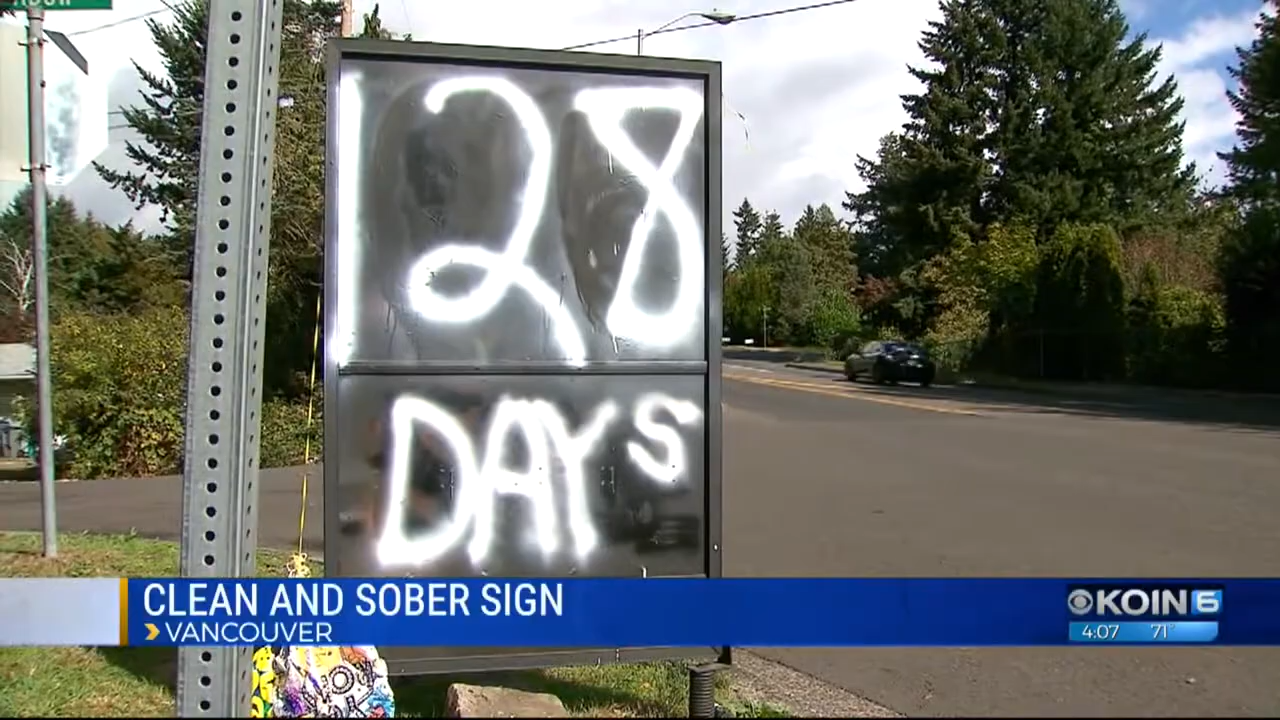 128
DAYS
CLEAN AND SOBER SIGN
VANCOUVER
KOIN 6
4:07 71°